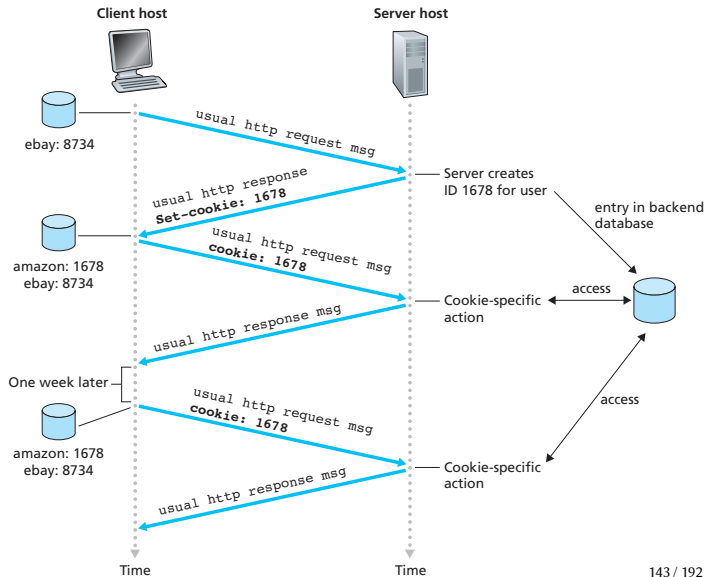 Client host
Server host
usual http request msg
ebay: 8734
Server creates
ID 1678 for user
usual http response
Set-cookie: 1678
entry in backend
database
usual http request msg
cookie: 1678
amazon: 1678
ebay: 8734
access
Cookie-specific
action
usual http response msg
One week later
usual http request msg
cookie: 1678
access
amazon: 1678
ebay: 8734
Cookie-specific
action
usual http response msg
Time
Time
143 / 192